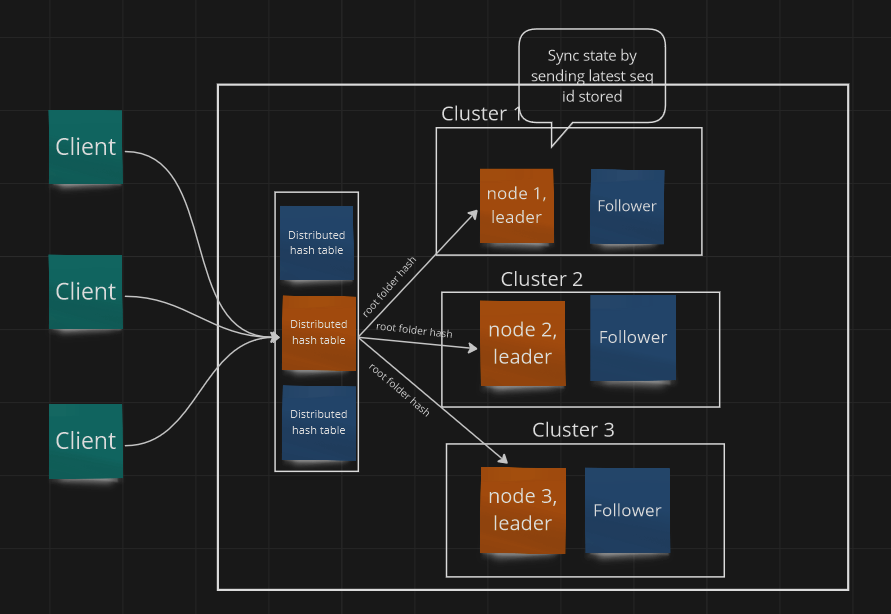 Sync state by
sending latest seq
id stored
Cluster 1
Client
node 1,
leader
Follower
Distributed
hash table
root folder hash
Cluster 2
Client
Distributed
hash table
root folder hash
node 2,
leader
Follower
root folder hash
Distributed
hash table
Client
Cluster 3
node 3,
leader
Follower